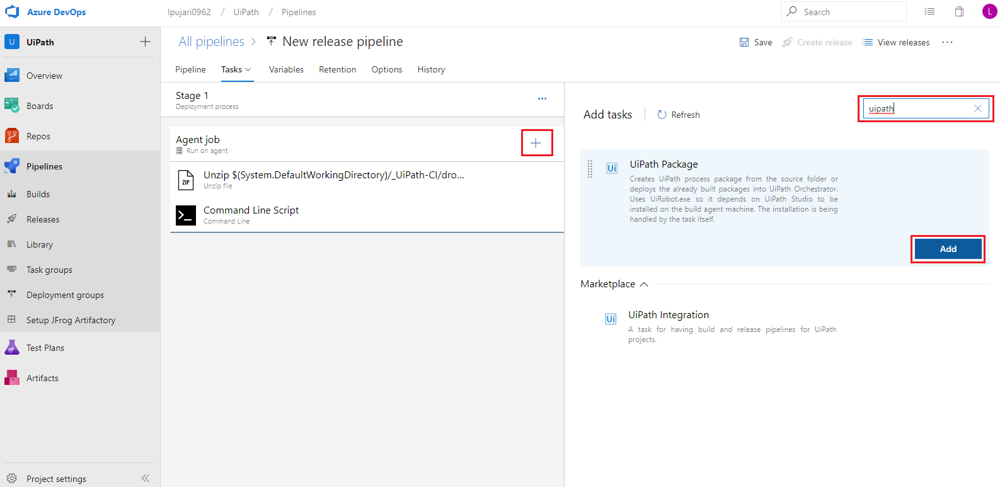 Azure DevOps
lpujari0962 / UiPath / Pipelines
Search
L
U UiPath
Overview
Boards
Repos
Pipelines
Builds
Releases
Library
Task groups
Deployment groups
Setup JFrog Artifactory
Test Plans
Artifacts
Project settings
All pipelines > New release pipeline
Save
Create release
View releases
Pipeline Tasks Variables Retention Options History
Stage 1
Deployment process
Agent job
Run on agent
ZIP
Unzip $(System.DefaultWorkingDirectory)/_UiPath-CI/dro...
Unzip file
Command Line Script
Command Line
Add tasks
Refresh
uipath
Ui
UiPath Package
Creates UiPath process package from the source folder or
deploys the already built packages into UiPath Orchestrator.
Uses UiRobot.exe so it depends on UiPath Studio to be
installed on the build agent machine. The installation is being
handled by the task itself.
Add
Marketplace
Ui
UiPath Integration
A task for having build and release pipelines for UiPath
projects.